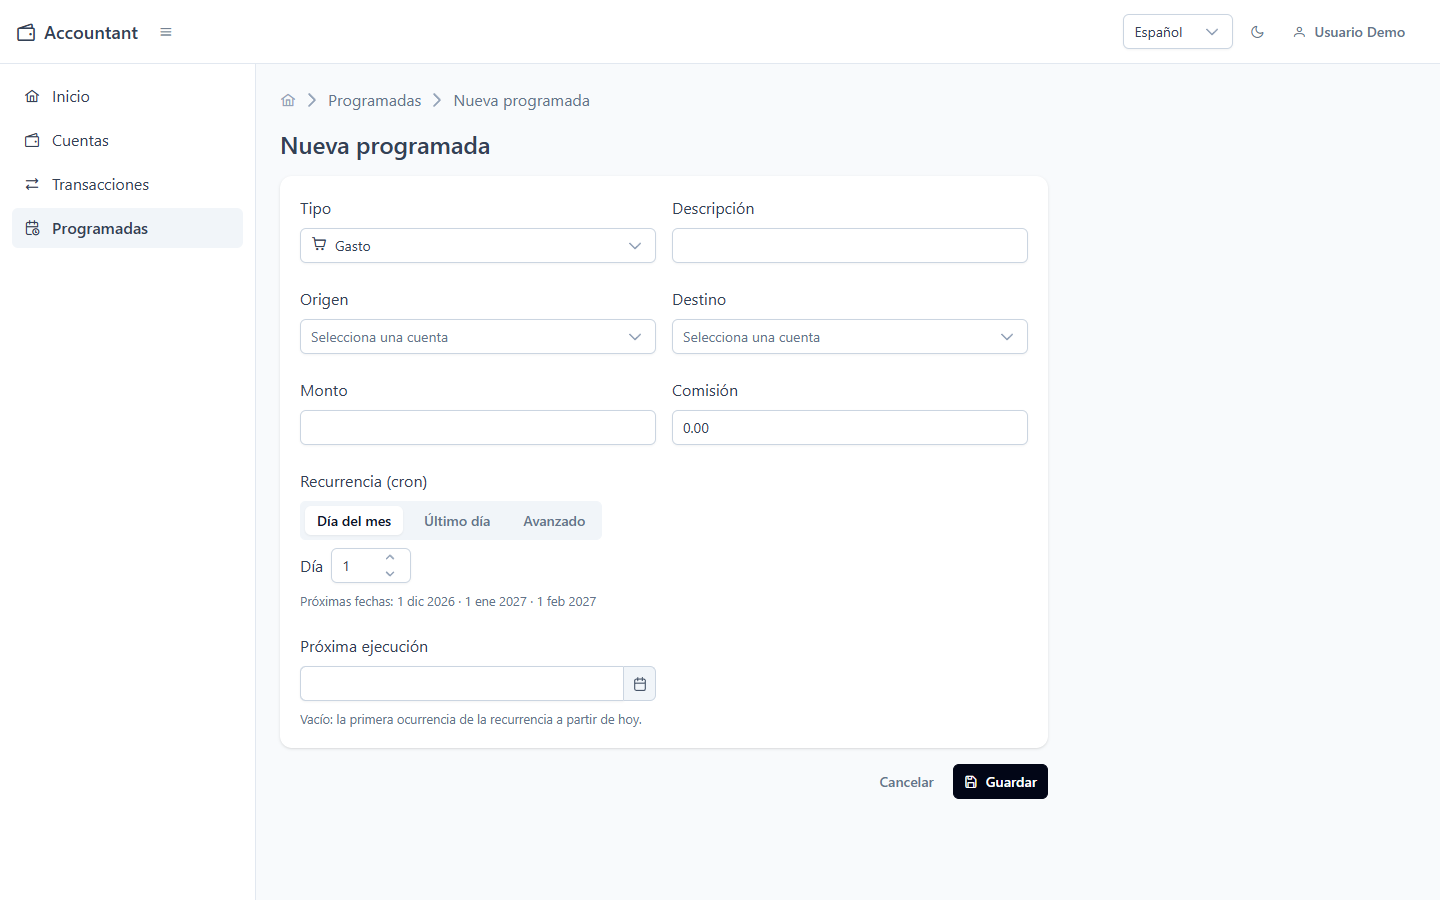 Accountant
Español
Usuario Demo
Inicio
Cuentas
Transacciones
Programadas
Programadas
Nueva programada
Nueva programada
Tipo
Descripción
Gasto
Origen
Destino
Selecciona una cuenta
Selecciona una cuenta
Monto
Comisión
0.00
Recurrencia (cron)
Día del mes
Último día
Avanzado
Día
1
Próximas fechas: 1 dic 2026 · 1 ene 2027 · 1 feb 2027
Próxima ejecución
Vacío: la primera ocurrencia de la recurrencia a partir de hoy.
Cancelar
Guardar